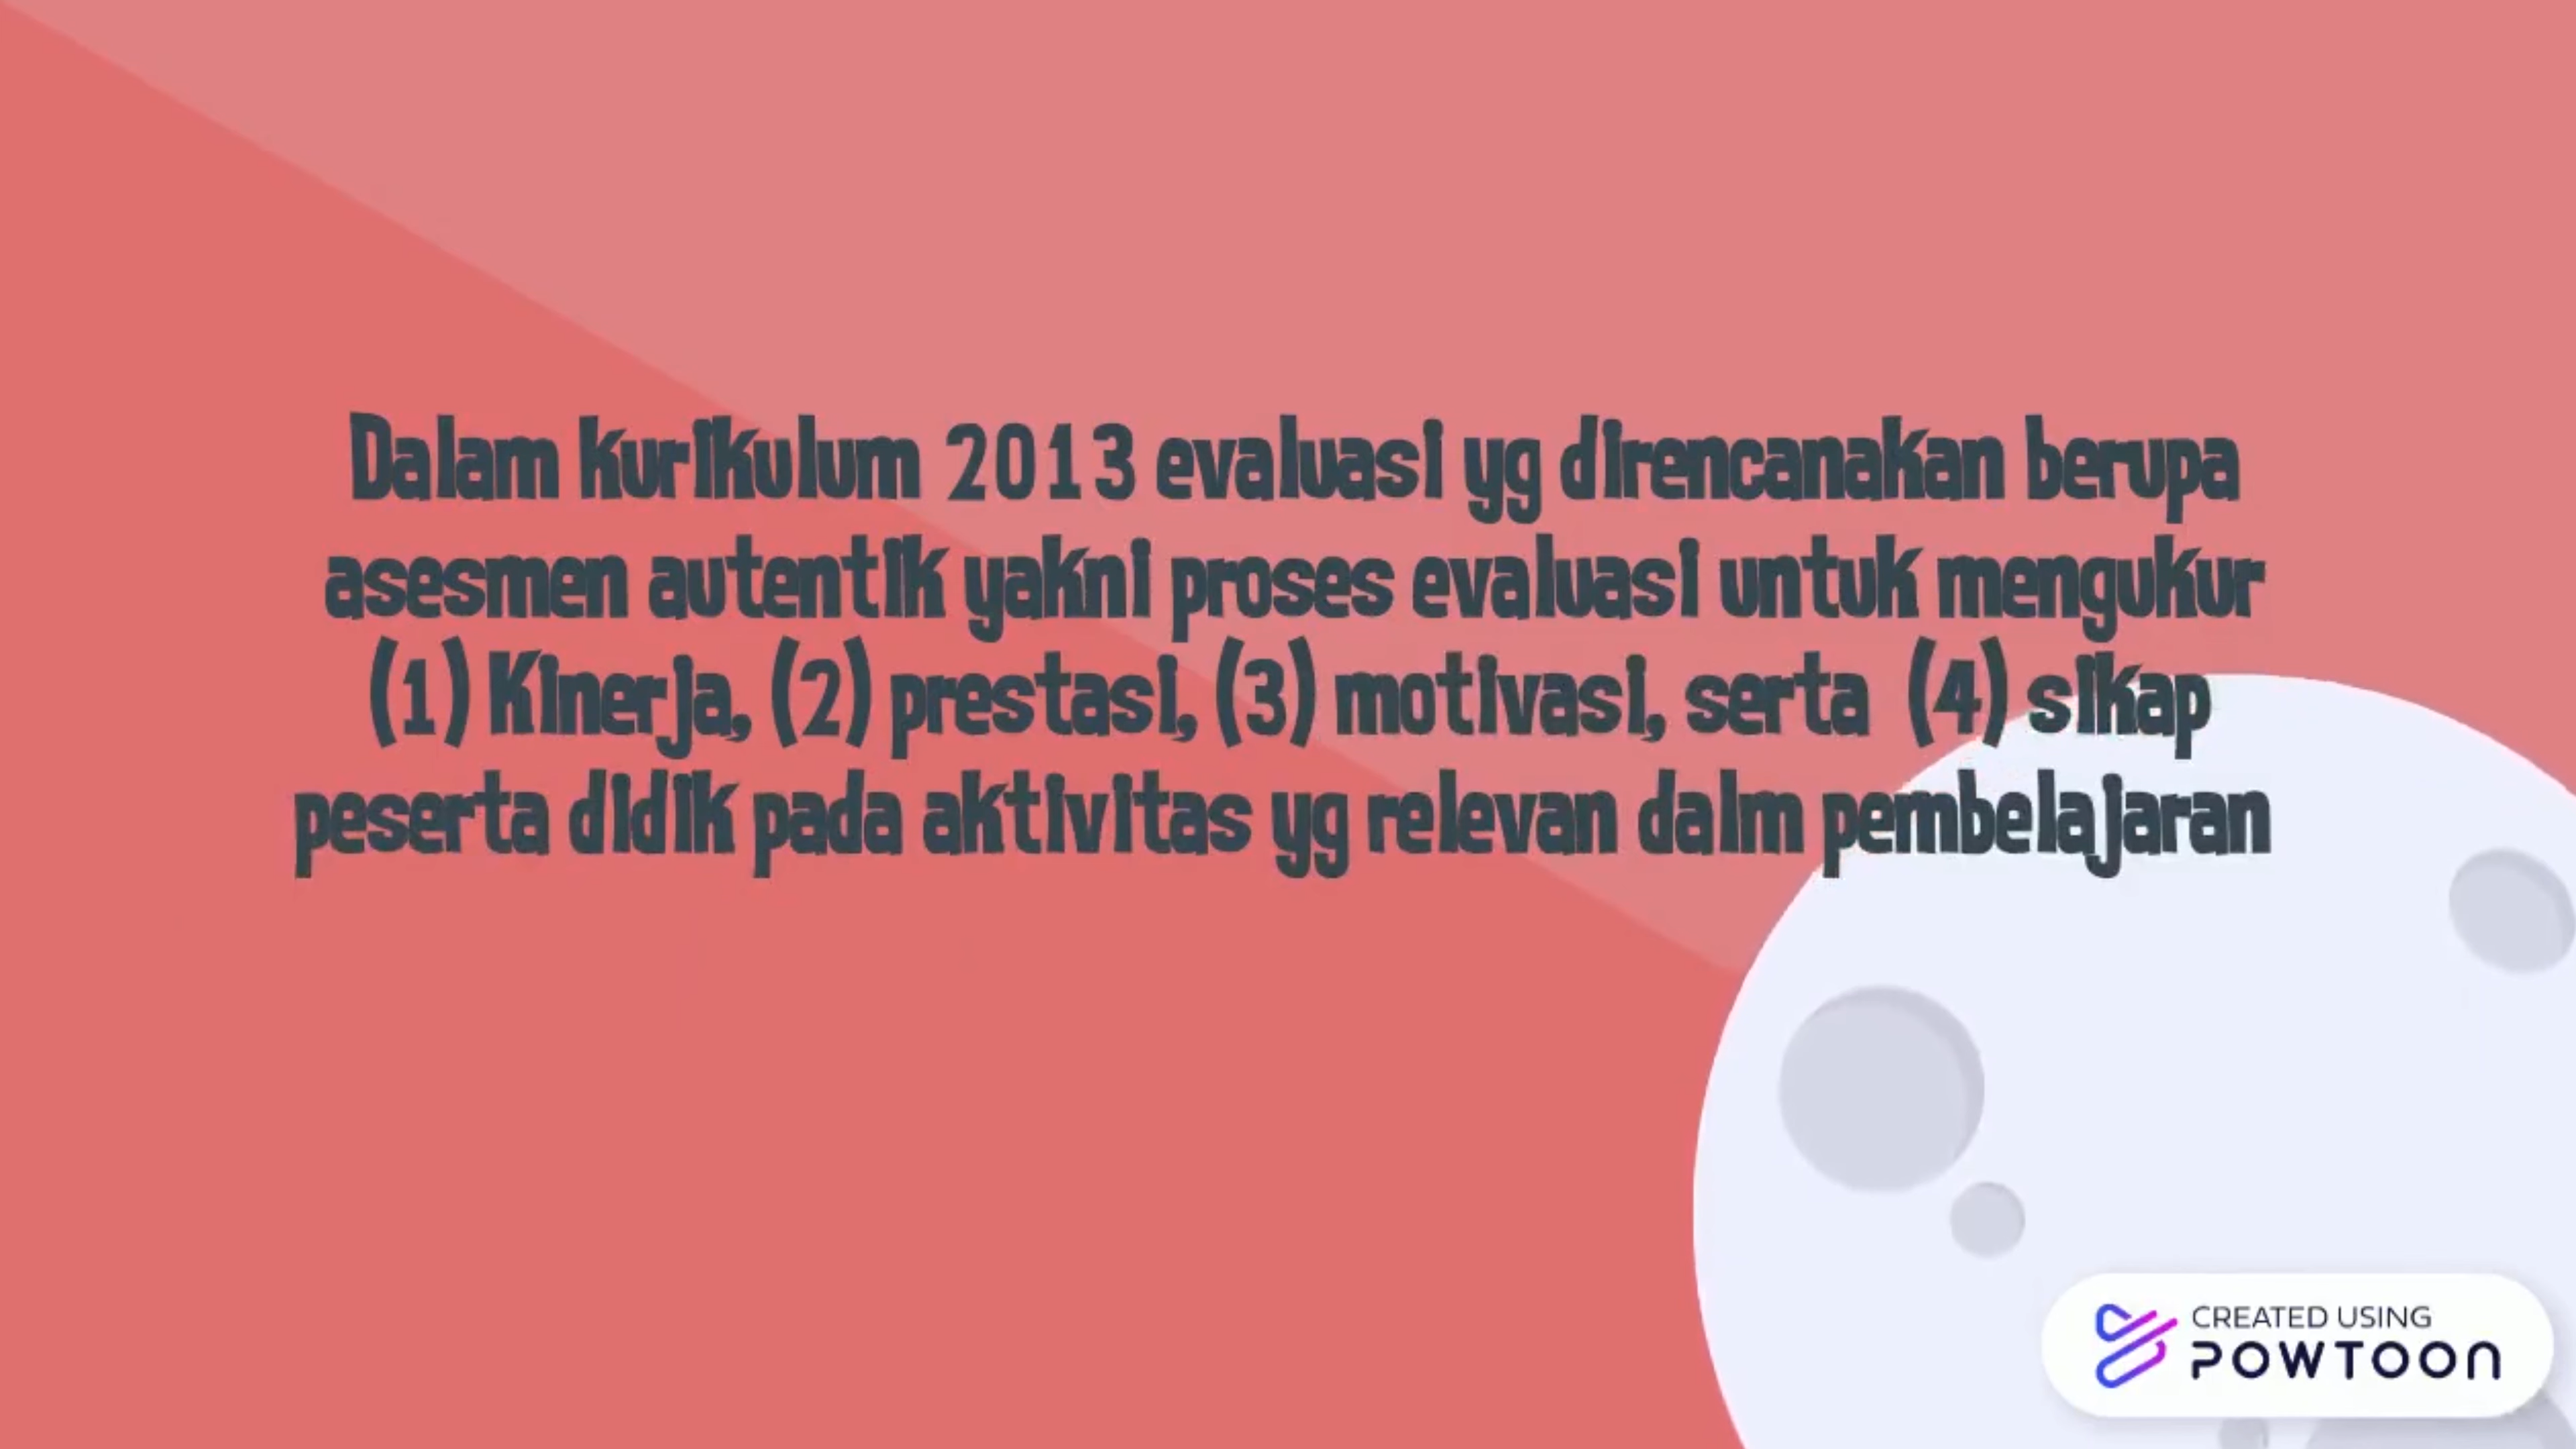 Dalam kurikulum 2013 evaluasi yg direncanakan berupa
asesmen autentik yakni proses evaluasi untuk mengukur
(1) Kinerja, (2) prestasi, (3) motivasi, serta (4) sikap
peserta didik pada aktivitas yg relevan dalm pembelajaran
CREATED USING
POWTOON